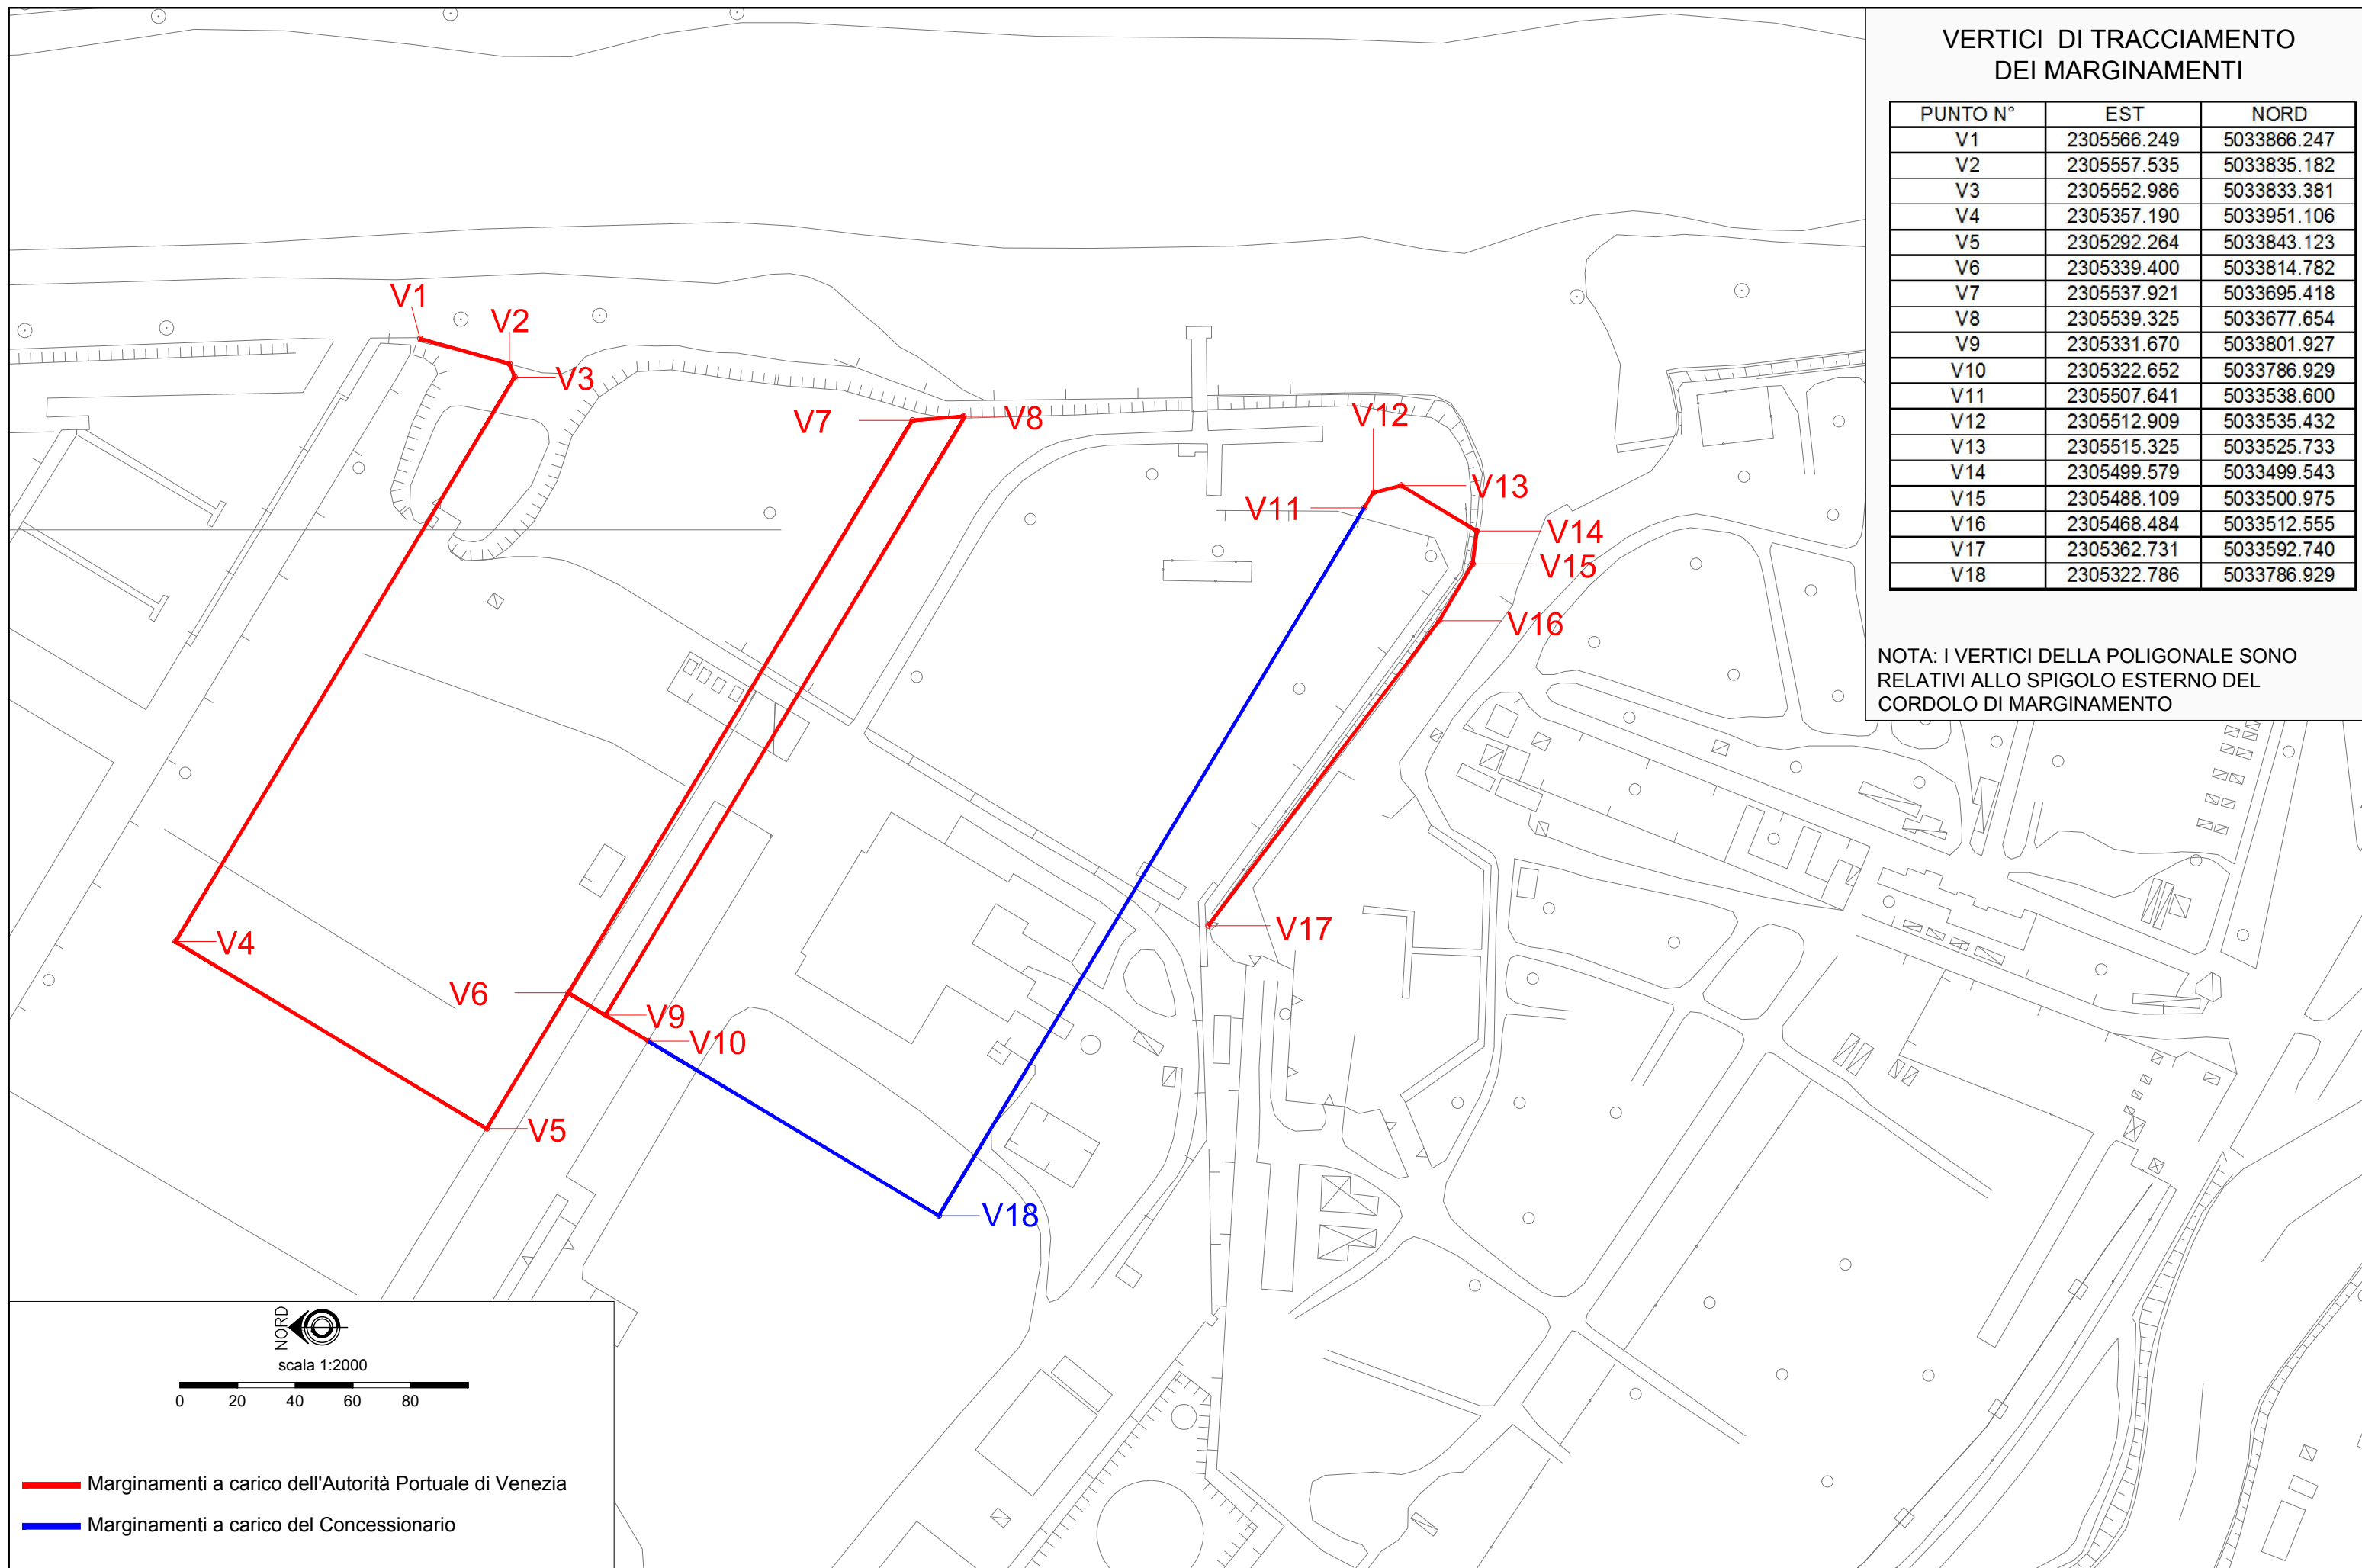 VERTICI DI TRACCIAMENTO
DEI MARGINAMENTI
PUNTO N° EST NORD
V1 2305566.249 5033866.247
V2 2305557.535 5033835.182
V3 2305552.986 5033833.381
V4 2305357.190 5033951.106
V5 2305292.264 5033843.123
V6 2305339.400 5033814.782
V7 2305537.921 5033695.418
V8 2305539.325 5033677.654
V9 2305331.670 5033801.927
V10 2305322.652 5033786.929
V11 2305507.641 5033538.600
V12 2305512.909 5033535.432
V13 2305515.325 5033525.733
V14 2305499.579 5033499.543
V15 2305488.109 5033500.975
V16 2305468.484 5033512.555
V17 2305362.731 5033592.740
V18 2305322.786 5033786.929
NOTA: I VERTICI DELLA POLIGONALE SONO
RELATIVI ALLO SPIGOLO ESTERNO DEL
CORDOLO DI MARGINAMENTO
V1
V2
V3
V7
V8
V12
V11
V13
V14
V15
V16
V17
V4
V6
V9
V10
V5
V18
NORD
scala 1:2000
0 20 40 60 80
Marginamenti a carico dell'Autorità Portuale di Venezia
Marginamenti a carico del Concessionario